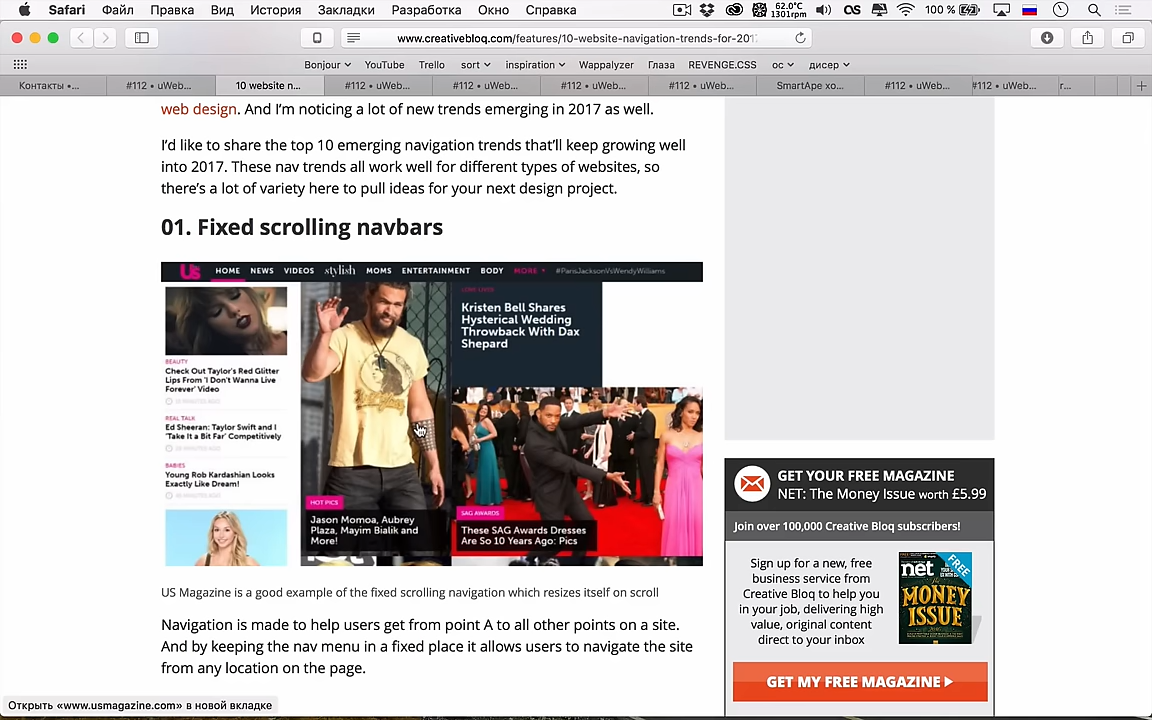 Safari Файл Правка Вид История Закладки Разработка Окно Справка 62.0°C 1301rpm 100 %
www.creativebloq.com/features/10-website-navigation-trends-for-201
Bonjour YouTube Trello sort inspiration Wappalyzer Глаза REVENGE.CSS ос дисер
Контакты •... #112 • uWeb... 10 website n... #112 • uWeb... #112 • uWeb... #112 • uWeb... #112 • uWeb... SmartApe хо... #112 • uWeb... #112 • uWeb... r...
web design. And I'm noticing a lot of new trends emerging in 2017 as well.
I'd like to share the top 10 emerging navigation trends that'll keep growing well
into 2017. These nav trends all work well for different types of websites, so
there's a lot of variety here to pull ideas for your next design project.
01. Fixed scrolling navbars
Us HOME NEWS VIDEOS stylish MOMS ENTERTAINMENT BODY MORE #ParisJacksonVsWendyWilliams
BEAUTY
Check Out Taylor's Red Glitter
Lips From 'I Don't Wanna Live
Forever' Video
REAL TALK
Ed Sheeran: Taylor Swift and I
'Take It a Bit Far' Competitively
BABIES
Young Rob Kardashian Looks
Exactly Like Dream!
HOT PICS
Jason Momoa, Aubrey
Plaza, Mayim Bialik and
More!
Kristen Bell Shares
Hysterical Wedding
Throwback With Dax
Shepard
SAG AWARDS
These SAG Awards Dresses
Are So 10 Years Ago: Pics
US Magazine is a good example of the fixed scrolling navigation which resizes itself on scroll
Navigation is made to help users get from point A to all other points on a site.
And by keeping the nav menu in a fixed place it allows users to navigate the site
from any location on the page.
GET YOUR FREE MAGAZINE
NET: The Money Issue worth £5.99
Join over 100,000 Creative Bloq subscribers!
Sign up for a new, free
business service from
Creative Bloq to help you
in your job, delivering high
value, original content
direct to your inbox
net
FREE
THE
MONEY
ISSUE
GET MY FREE MAGAZINE
Открыть «www.usmagazine.com» в новой вкладке